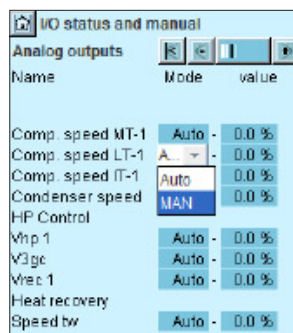 I/O status and manual
Analog outputs
Name Mode value
Comp. speed MT-1 Auto - 0.0 %
Comp. speed LT-1 A... - 0.0 %
Comp. speed IT-1 Auto 0.0 %
Condenser speed MAN 0.0 %
HP Control
Vhp 1 Auto - 0.0 %
V3gc Auto - 0.0 %
Vrec 1 Auto - 0.0 %
Heat recovery
Speed tw Auto - 0.0 %